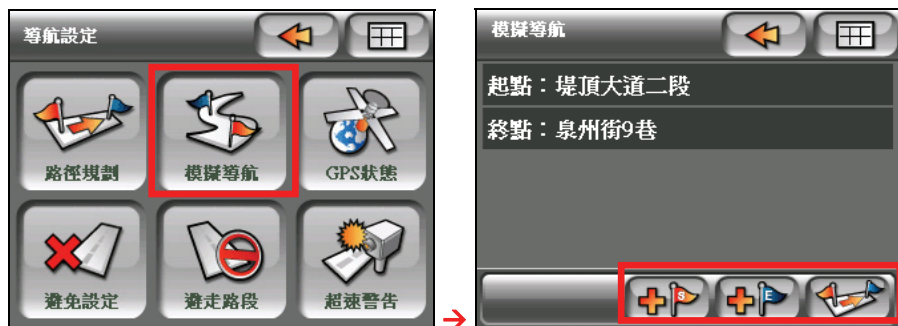 導航設定
路徑規劃
模擬導航
GPS狀態
避免設定
避走路段
超速警告
→
模擬導航
起點：堤頂大道二段
終點：泉州街9巷
S
E